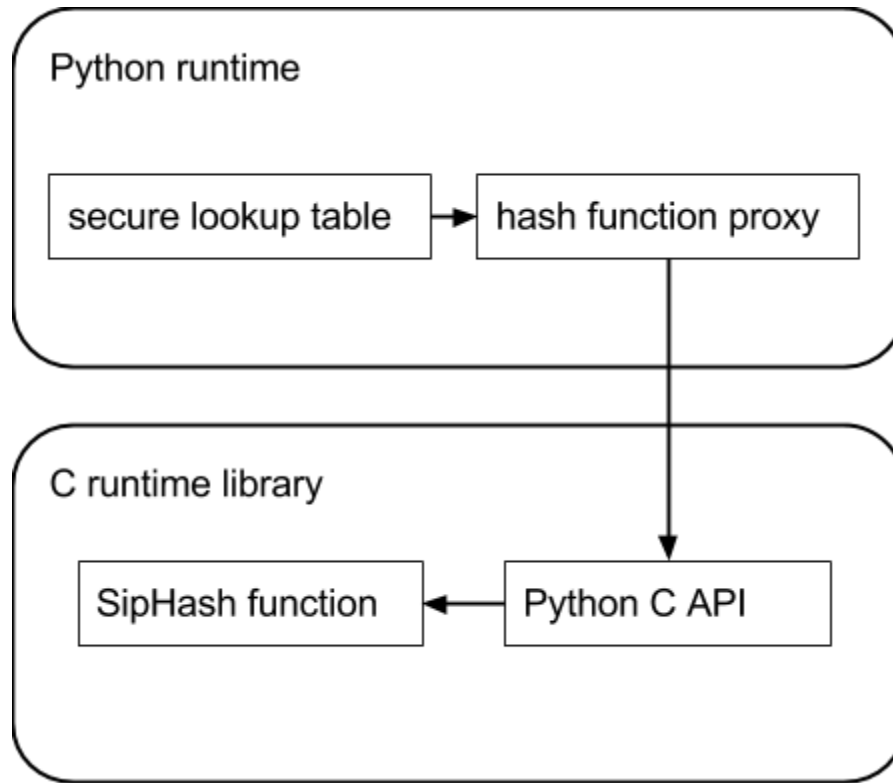 Python runtime
secure lookup table
hash function proxy
C runtime library
SipHash function
Python C API